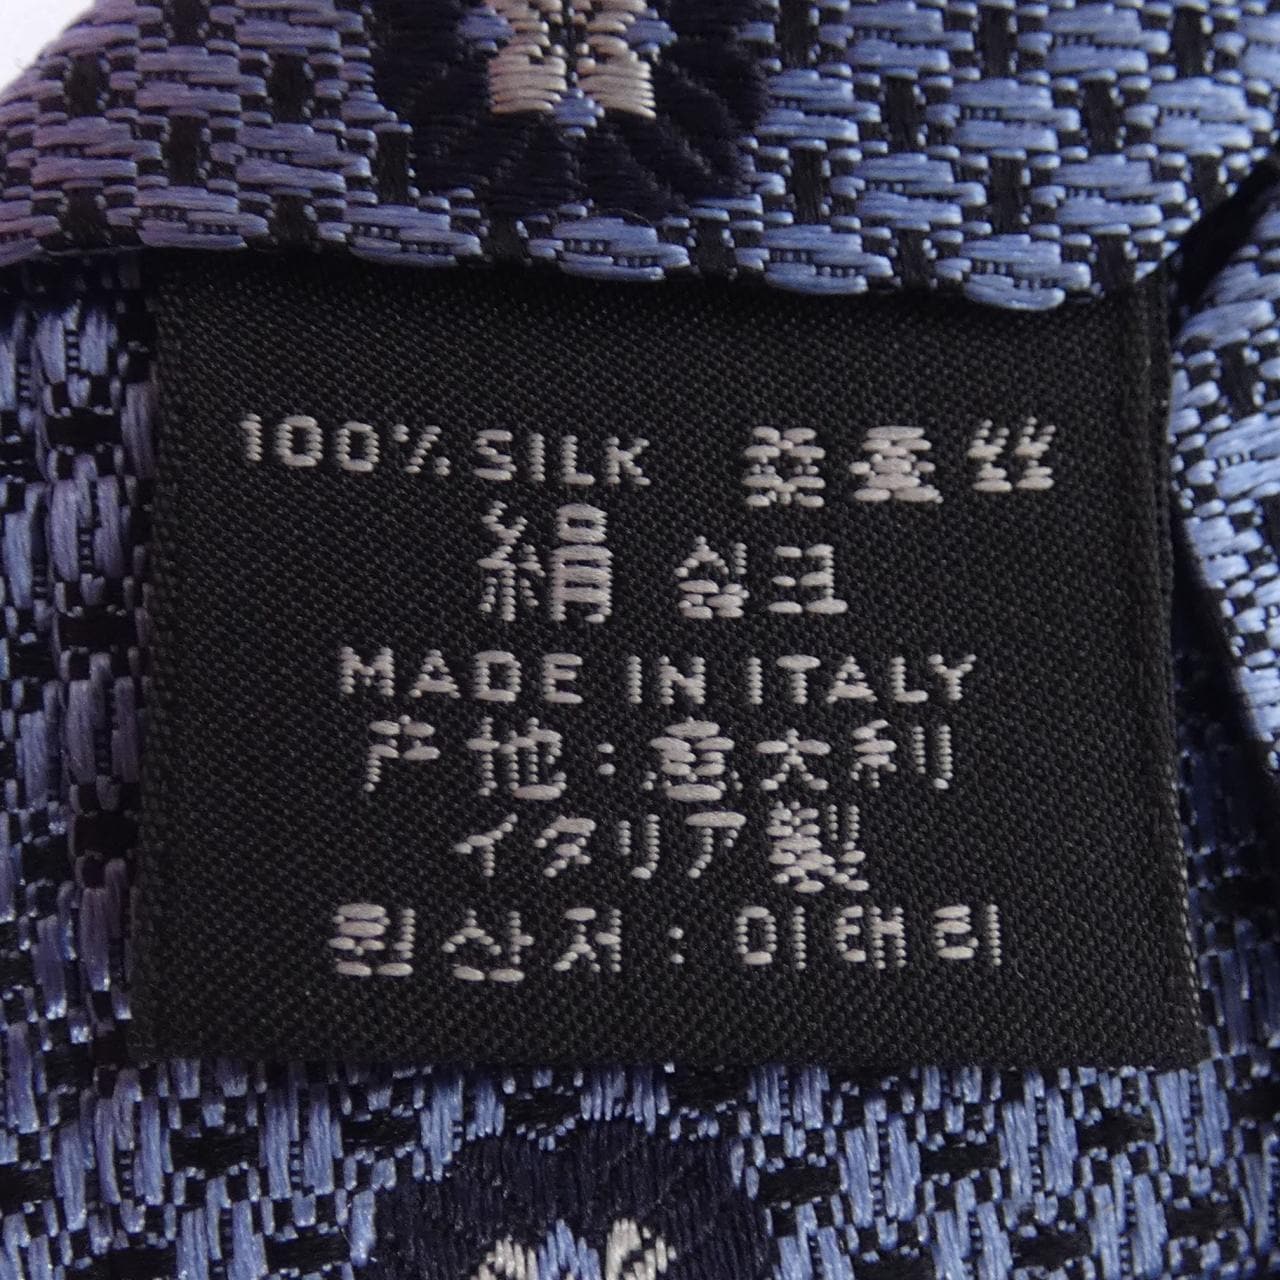 100% SILK 桑蚕丝
絹 실크
MADE IN ITALY
产地:意大利
イタリア製
원산지:이태리